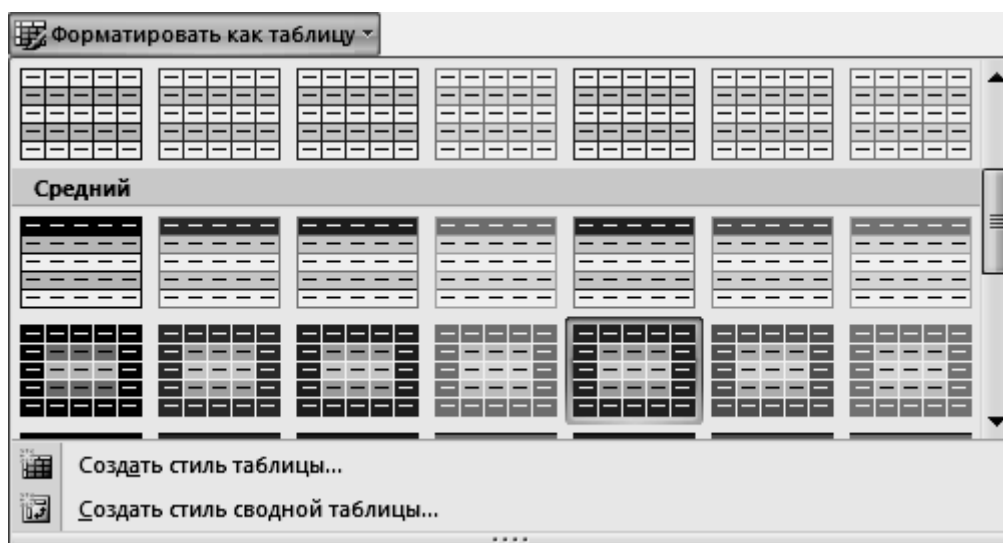 Форматировать как таблицу
Средний
Создать стиль таблицы...
Создать стиль сводной таблицы...